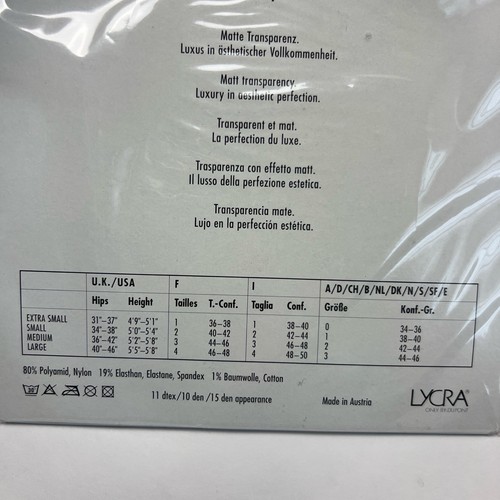 Matte Transparenz.
Luxus in ästhetischer Vollkommenheit.
Matt transparency.
Luxury in aesthetic perfection.
Transparent et mat.
La perfection du luxe.
Trasparenza con effetto matt.
Il lusso della perfezione estetica.
Transparencia mate.
Lujo en la perfección estética.
U.K./USA F I A/D/CH/B/NL/DK/N/S/SF/E
Hips Height Tailles T.-Conf. Taglia Conf. Größe Konf.-Gr.
EXTRA SMALL 31"–37" 4'9"–5'1" 1 36–38 1 38–40 0 34–36
SMALL 34"–38" 5'0"–5'4" 2 40–42 2 42–44 1 38–40
MEDIUM 36"–42" 5'2"–5'8" 3 44–46 3 46–48 2 42–44
LARGE 40"–46" 5'5"–5'8" 4 46–48 4 48–50 3 44–46
80% Polyamid, Nylon 19% Elasthan, Elastane, Spandex 1% Baumwolle, Cotton
11 dtex/10 den /15 den appearance
Made in Austria
LYCRA
ONLY BY DUPONT